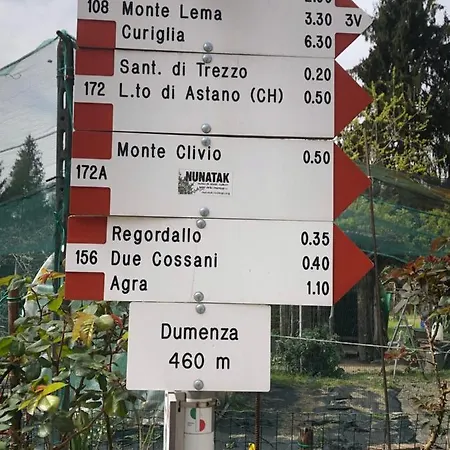 108 Monte Lema 3.30 3V
Curiglia 6.30
Sant. di Trezzo 0.20
172 L.to di Astano (CH) 0.50
Monte Clivio 0.50
172A NUNATAK
Regordallo 0.35
156 Due Cossani 0.40
Agra 1.10
Dumenza
460 m